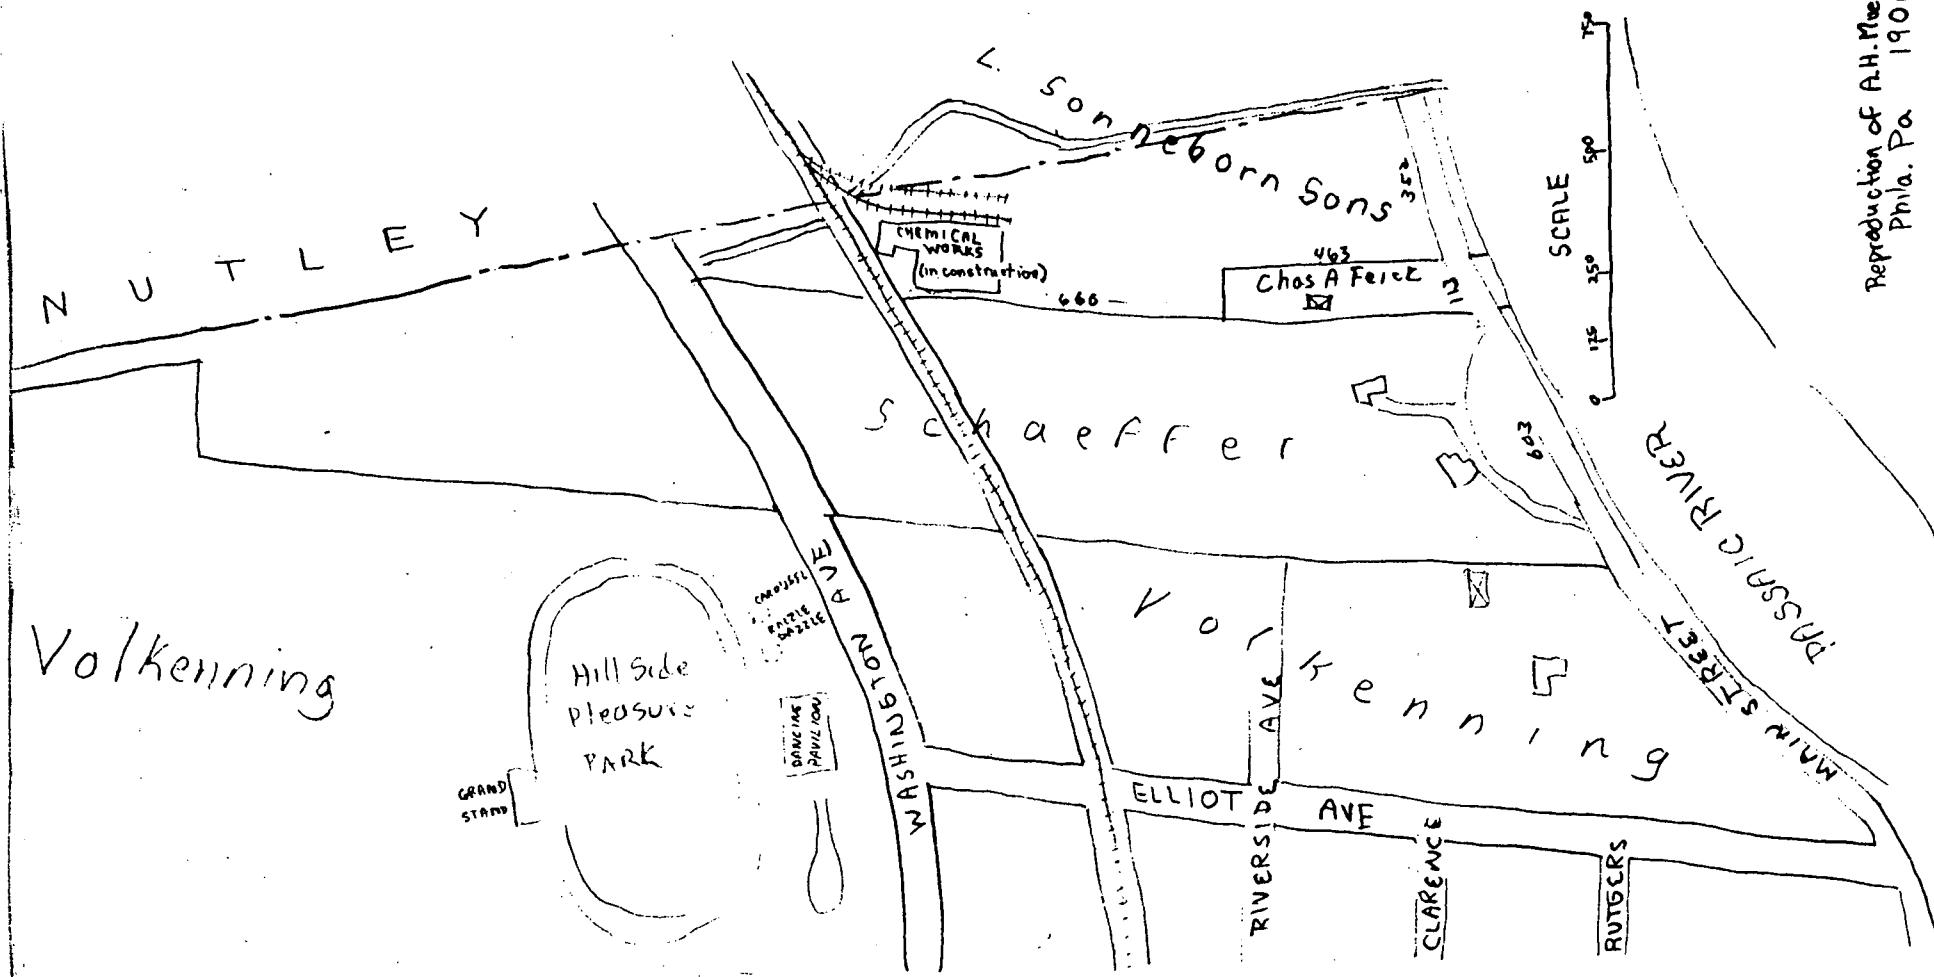 Reproduction of A.H.
Phila. Pa 190
L. Sonneborn Sons
352
750
500
250
125
0
SCALE
NUTLEY
CHEMICAL
WORKS
(in construction)
463
Chas A Feick
112
660
Schaeffer
603
PASSAIC RIVER
MAIN STREET
WASHINGTON AVE
CAROUSEL
RAZZLE
DAZZLE
Volkenning
Hill Side
Pleasure
PARK
DANCING
PAVILION
GRAND
STAND
Volkenning
ELLIOT AVE
RIVERSIDE AVE
CLARENCE
RUTGERS